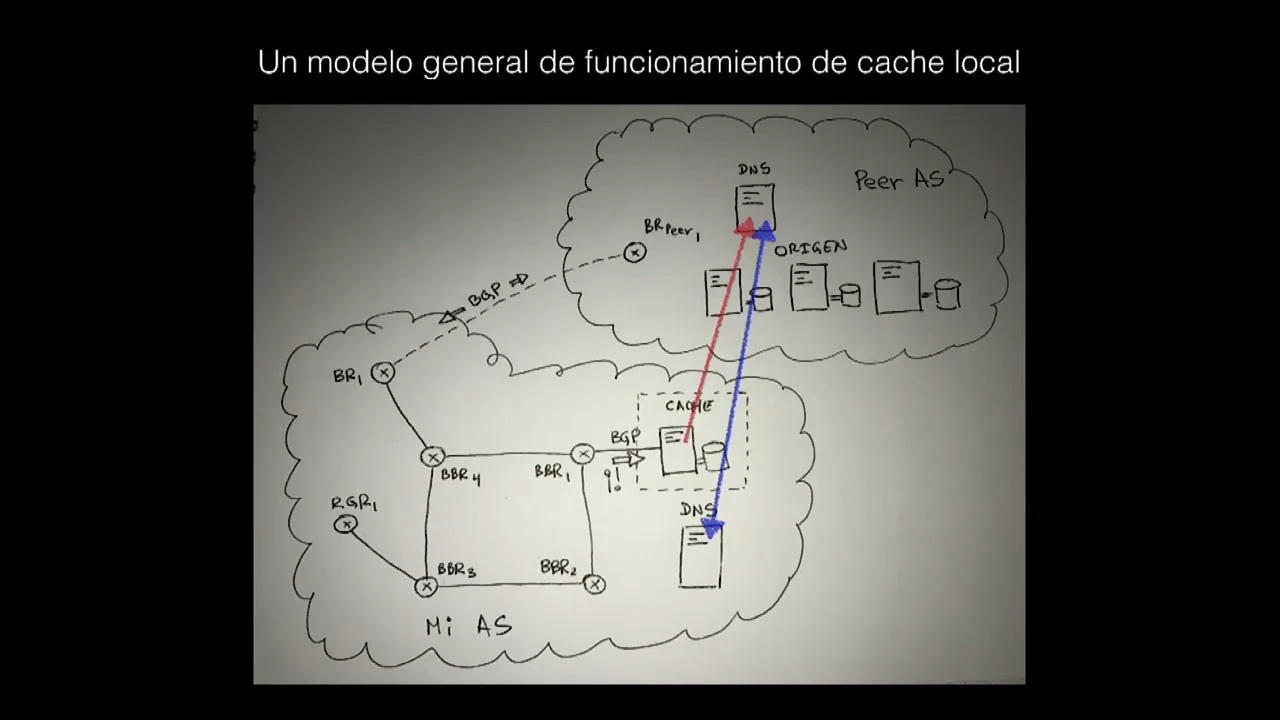 Un modelo general de funcionamiento de cache local
DNS
Peer AS
BRPeer1
ORIGEN
BGP
BR1
CACHE
BGP
BBR4
BBR1
RGR1
DNS
BBR3
BBR2
Mi AS